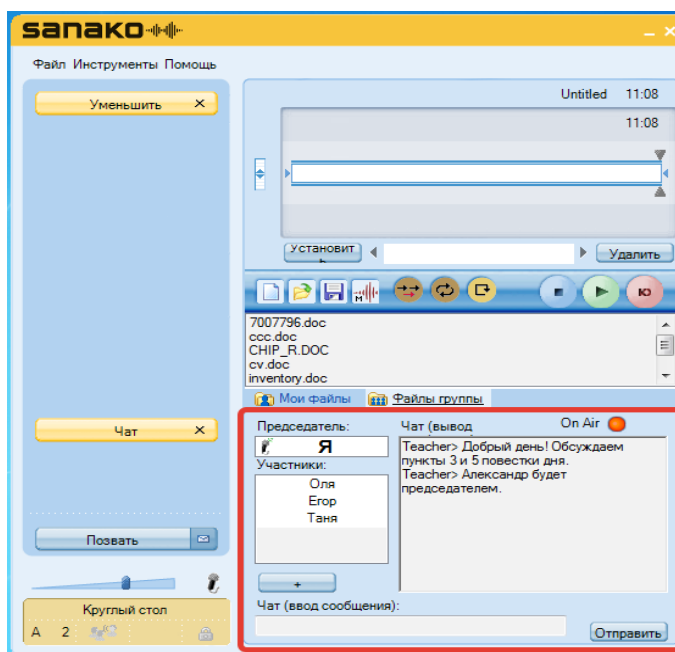 sanako
Файл Инструменты Помощь
Уменьшить
Untitled 11:08
11:08
Установит
ь
Удалить
M
Ю
7007796.doc
ccc.doc
CHIP_R.DOC
cv.doc
inventory.doc
Мои файлы Файлы группы
Чат
Позвать
Круглый стол
A 2
Председатель:
Я
Участники:
Оля
Егор
Таня
+
Чат (вывод
On Air
Teacher> Добрый день! Обсуждаем
пункты 3 и 5 повестки дня.
Teacher> Александр будет
председателем.
Чат (ввод сообщения):
Отправить